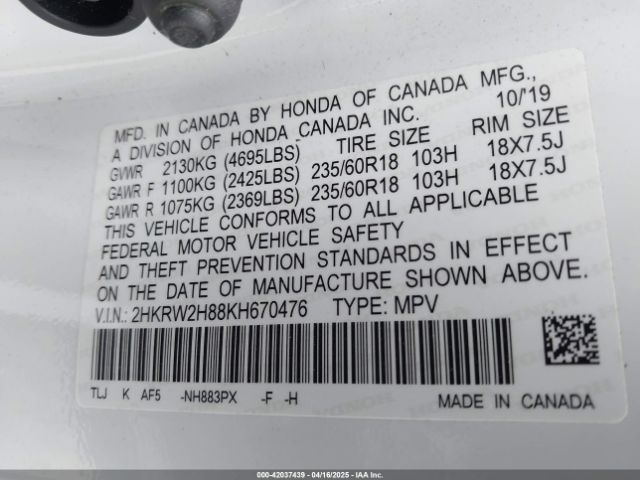 MFD. IN CANADA BY HONDA OF CANADA MFG.,
A DIVISION OF HONDA CANADA INC. 10/'19
GVWR 2130KG (4695LBS) TIRE SIZE RIM SIZE
GAWR F 1100KG (2425LBS) 235/60R18 103H 18X7.5J
GAWR R 1075KG (2369LBS) 235/60R18 103H 18X7.5J
THIS VEHICLE CONFORMS TO ALL APPLICABLE
FEDERAL MOTOR VEHICLE SAFETY
AND THEFT PREVENTION STANDARDS IN EFFECT
ON THE DATE OF MANUFACTURE SHOWN ABOVE.
V.I.N.: 2HKRW2H88KH670476 TYPE: MPV
TLJ K AF5 -NH883PX -F -H MADE IN CANADA
000-42037439 - 04/16/2025 - IAA Inc.